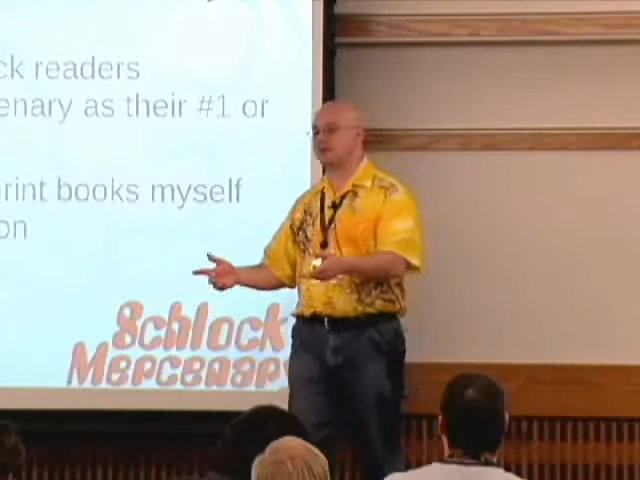 ck readers
enary as their #1 or
rint books myself
on
Schlock
Mercenary